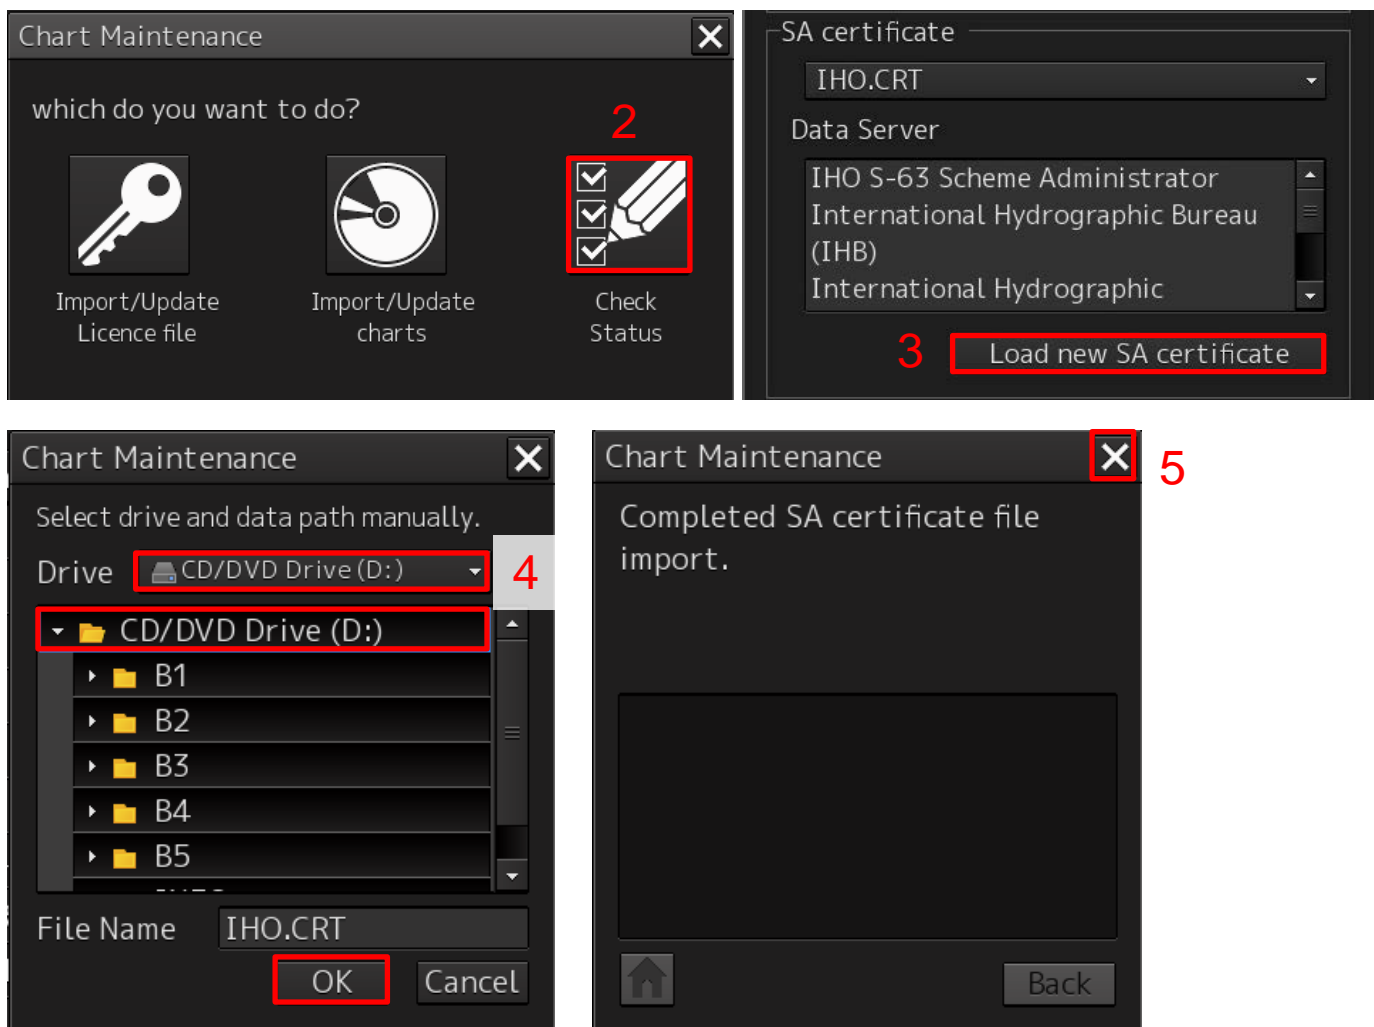 Chart Maintenance
which do you want to do?
2
Import/Update
Licence file
Import/Update
charts
Check
Status
SA certificate
IHO.CRT
Data Server
IHO S-63 Scheme Administrator
International Hydrographic Bureau
(IHB)
International Hydrographic
3
Load new SA certificate
Chart Maintenance
Select drive and data path manually.
Drive
CD/DVD Drive (D:)
4
CD/DVD Drive (D:)
B1
B2
B3
B4
B5
File Name
IHO.CRT
OK
Cancel
Chart Maintenance
5
Completed SA certificate file
import.
Back